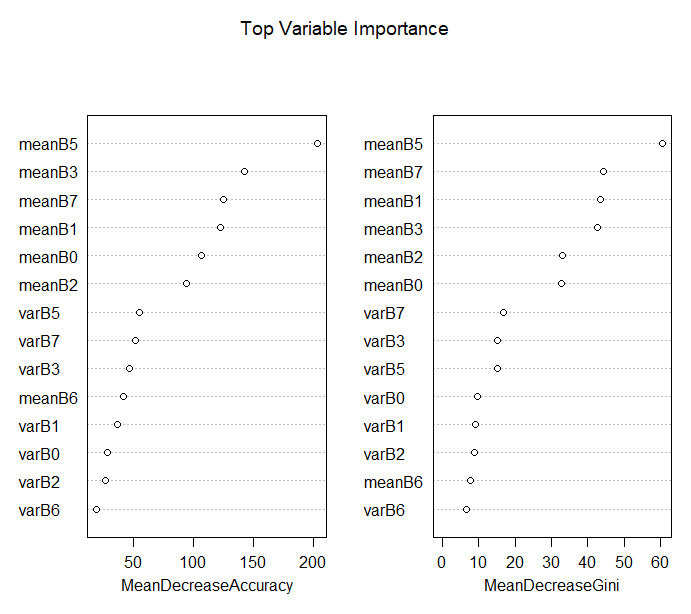 Top Variable Importance
meanB5
meanB3
meanB7
meanB1
meanB0
meanB2
varB5
varB7
varB3
meanB6
varB1
varB0
varB2
varB6
50 100 150 200
MeanDecreaseAccuracy
meanB5
meanB7
meanB1
meanB3
meanB2
meanB0
varB7
varB3
varB5
varB0
varB1
varB2
meanB6
varB6
0 10 20 30 40 50 60
MeanDecreaseGini